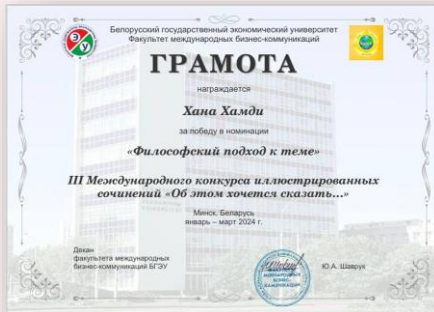 Белорусский государственный экономический университет
Факультет международных бизнес-коммуникаций
ГРАМОТА
награждается
Хана Хамди
за победу в номинации
«Философский подход к теме»
III Международного конкурса иллюстрированных
сочинений «Об этом хочется сказать...»
Минск, Беларусь
январь – март 2024 г.
Декан
факультета международных
бизнес-коммуникаций БГЭУ
Ю.А. Шаврук